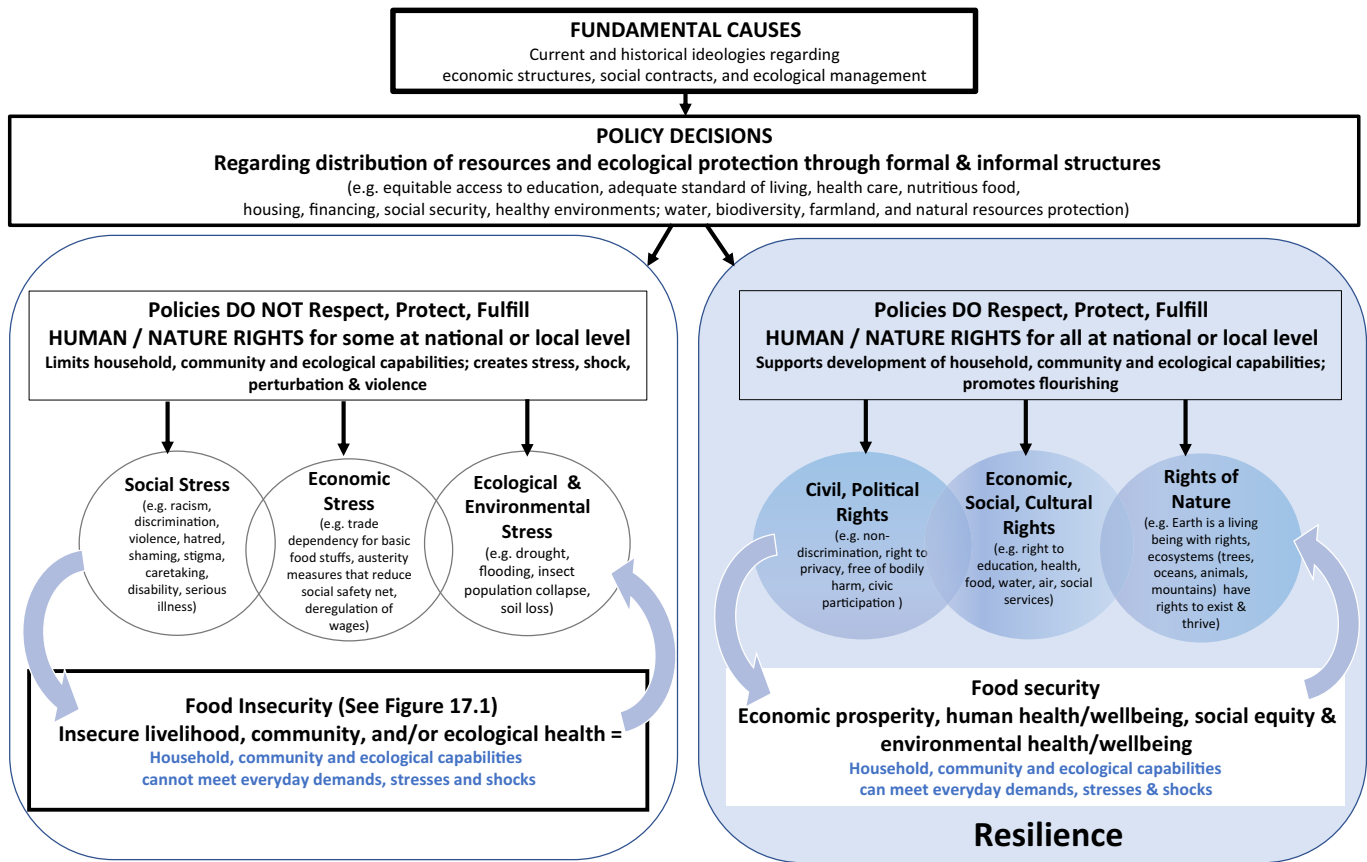 FUNDAMENTAL CAUSES
Current and historical ideologies regarding
economic structures, social contracts, and ecological management
POLICY DECISIONS
Regarding distribution of resources and ecological protection through formal & informal structures
(e.g. equitable access to education, adequate standard of living, health care, nutritious food,
housing, financing, social security, healthy environments; water, biodiversity, farmland, and natural resources protection)
Policies DO NOT Respect, Protect, Fulfill
HUMAN / NATURE RIGHTS for some at national or local level
Limits household, community and ecological capabilities; creates stress, shock,
perturbation & violence
Social Stress
(e.g. racism,
discrimination,
violence, hatred,
shaming, stigma,
caretaking,
disability, serious
illness)
Economic
Stress
(e.g. trade
dependency for basic
food stuffs, austerity
measures that reduce
social safety net,
deregulation of
wages)
Ecological &
Environmental
Stress
(e.g. drought,
flooding, insect
population collapse,
soil loss)
Food Insecurity (See Figure 17.1)
Insecure livelihood, community, and/or ecological health =
Household, community and ecological capabilities
cannot meet everyday demands, stresses and shocks
Policies DO Respect, Protect, Fulfill
HUMAN / NATURE RIGHTS for all at national or local level
Supports development of household, community and ecological capabilities;
promotes flourishing
Civil, Political
Rights
(e.g. non-
discrimination, right to
privacy, free of bodily
harm, civic
participation )
Economic,
Social, Cultural
Rights
(e.g. right to
education, health,
food, water, air, social
services)
Rights of
Nature
(e.g. Earth is a living
being with rights,
ecosystems (trees,
oceans, animals,
mountains) have
rights to exist &
thrive)
Food security
Economic prosperity, human health/wellbeing, social equity &
environmental health/wellbeing
Household, community and ecological capabilities
can meet everyday demands, stresses & shocks
Resilience